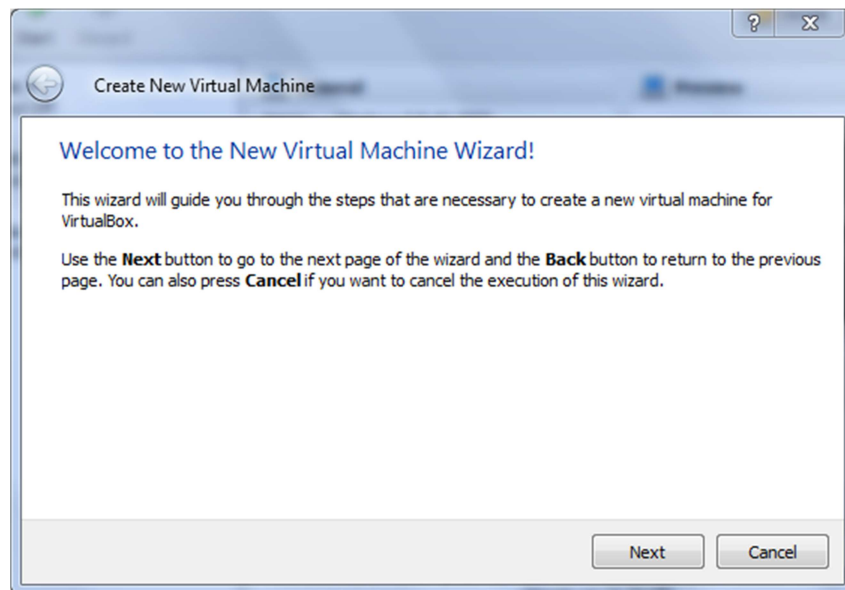 Create New Virtual Machine
Welcome to the New Virtual Machine Wizard!
This wizard will guide you through the steps that are necessary to create a new virtual machine for
VirtualBox.
Use the Next button to go to the next page of the wizard and the Back button to return to the previous
page. You can also press Cancel if you want to cancel the execution of this wizard.
Next Cancel